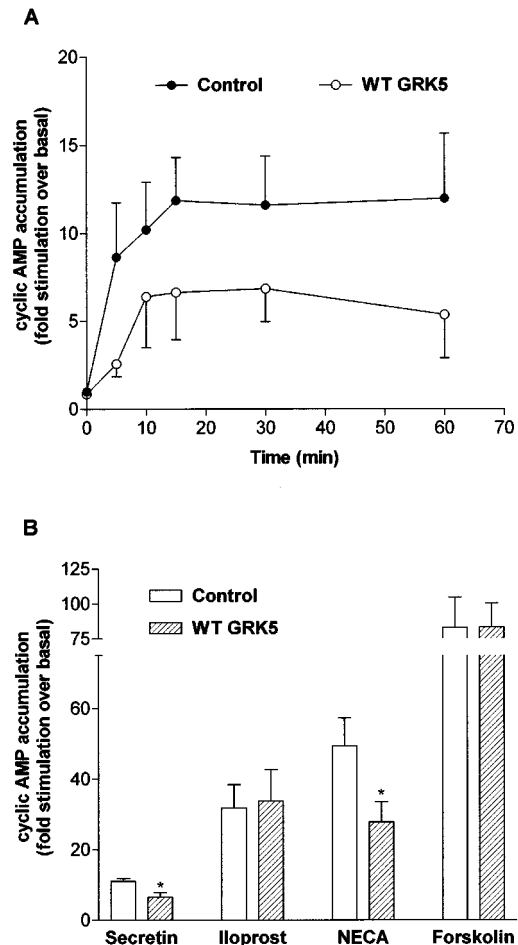 A
20
15
10
5
0
cyclic AMP accumulation
(fold stimulation over basal)
Control
WT GRK5
0 10 20 30 40 50 60 70
Time (min)
B
125
100
75
60
40
20
0
cyclic AMP accumulation
(fold stimulation over basal)
Control
WT GRK5
*
*
Secretin Iloprost NECA Forskolin